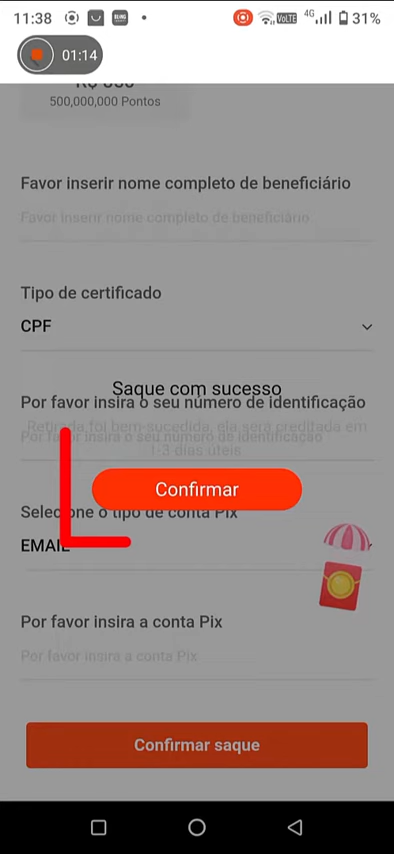 11:38
VoLTE
4G
31%
01:14
500,000,000 Pontos
Favor inserir nome completo de beneficiário
Favor inserir nome completo de beneficiário
Tipo de certificado
CPF
Saque com sucesso
Por favor insira o seu número de identificação
Retirada foi bem-sucedida, ela será creditada em
Por favor insira o seu número de identificação
1-3 dias úteis
Confirmar
Selecione o tipo de conta Pix
EMAIL
Por favor insira a conta Pix
Por favor insira a conta Pix
Confirmar saque